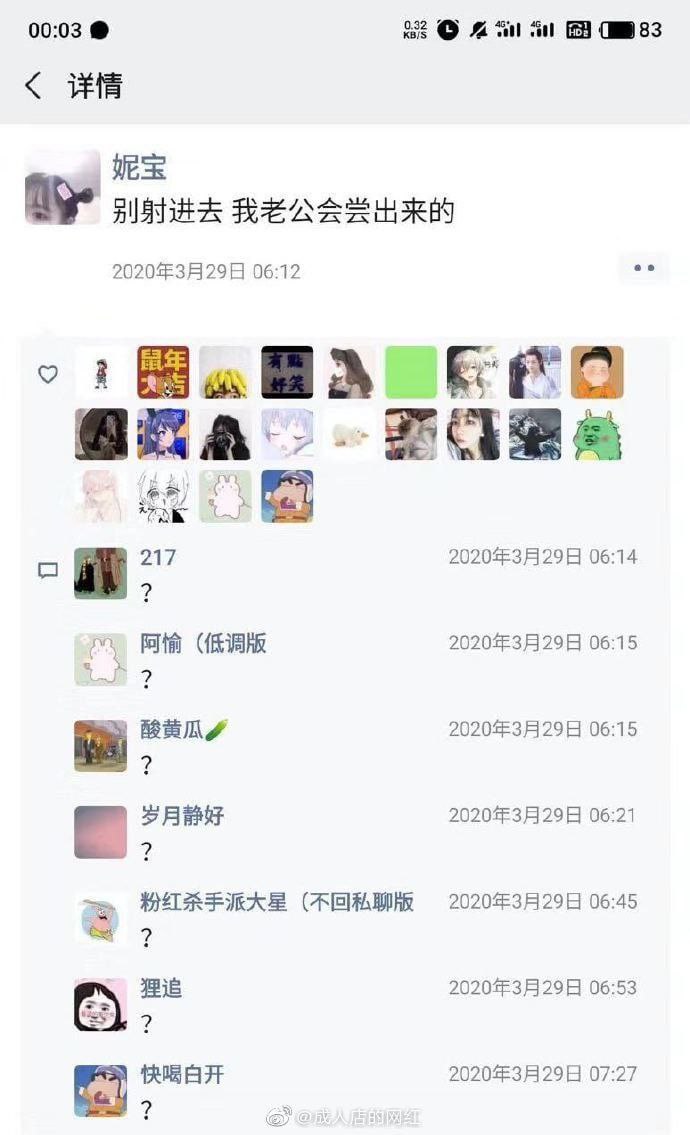 00:03
0.32
KB/S
4G+
4G
HD2
83
详情
妮宝
别射进去 我老公会尝出来的
2020年3月29日 06:12
鼠年
大吉
有點
好笑
217
2020年3月29日 06:14
?
阿愉（低调版
2020年3月29日 06:15
?
酸黄瓜🥒
2020年3月29日 06:15
?
岁月静好
2020年3月29日 06:21
?
粉红杀手派大星（不回私聊版
2020年3月29日 06:45
?
狸追
2020年3月29日 06:53
?
快喝白开
2020年3月29日 07:27
?
@成人店的网红